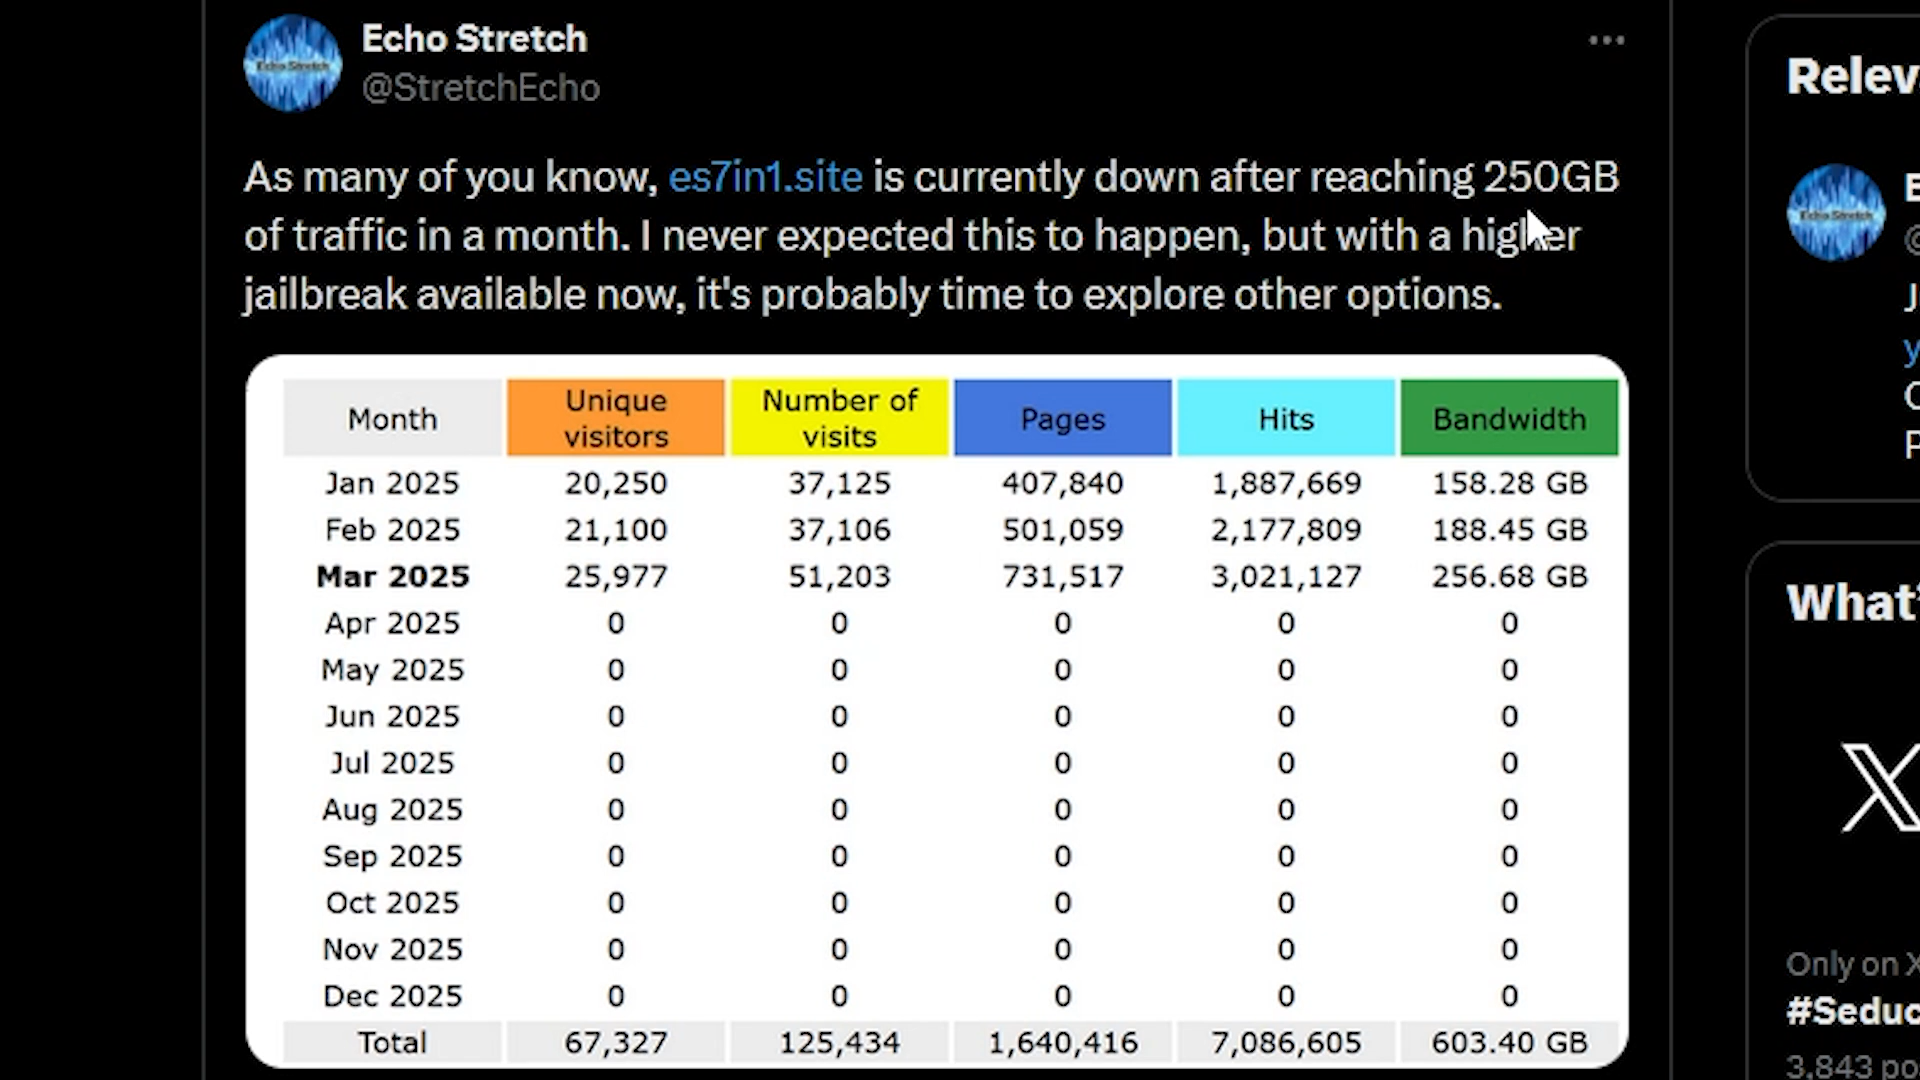 Echo Stretch
@StretchEcho
As many of you know, es7in1.site is currently down after reaching 250GB
of traffic in a month. I never expected this to happen, but with a higher
jailbreak available now, it's probably time to explore other options.
Month Unique visitors Number of visits Pages Hits Bandwidth
Jan 2025 20,250 37,125 407,840 1,887,669 158.28 GB
Feb 2025 21,100 37,106 501,059 2,177,809 188.45 GB
Mar 2025 25,977 51,203 731,517 3,021,127 256.68 GB
Apr 2025 0 0 0 0 0
May 2025 0 0 0 0 0
Jun 2025 0 0 0 0 0
Jul 2025 0 0 0 0 0
Aug 2025 0 0 0 0 0
Sep 2025 0 0 0 0 0
Oct 2025 0 0 0 0 0
Nov 2025 0 0 0 0 0
Dec 2025 0 0 0 0 0
Total 67,327 125,434 1,640,416 7,086,605 603.40 GB
Relev
What'
Only on X
#Seduc
3,843 po